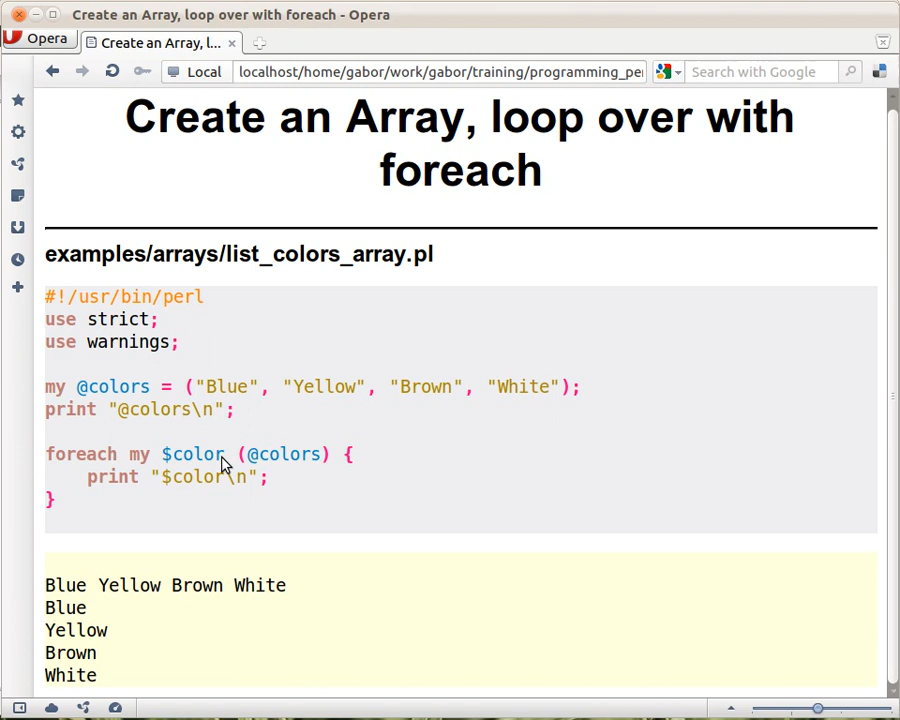 Create an Array, loop over with foreach - Opera
Opera
Create an Array, l...
Local
localhost/home/gabor/work/gabor/training/programming_pe
Search with Google
Create an Array, loop over with
foreach
examples/arrays/list_colors_array.pl
#!/usr/bin/perl
use strict;
use warnings;
my @colors = ("Blue", "Yellow", "Brown", "White");
print "@colors\n";
foreach my $color (@colors) {
    print "$color\n";
}
Blue Yellow Brown White
Blue
Yellow
Brown
White